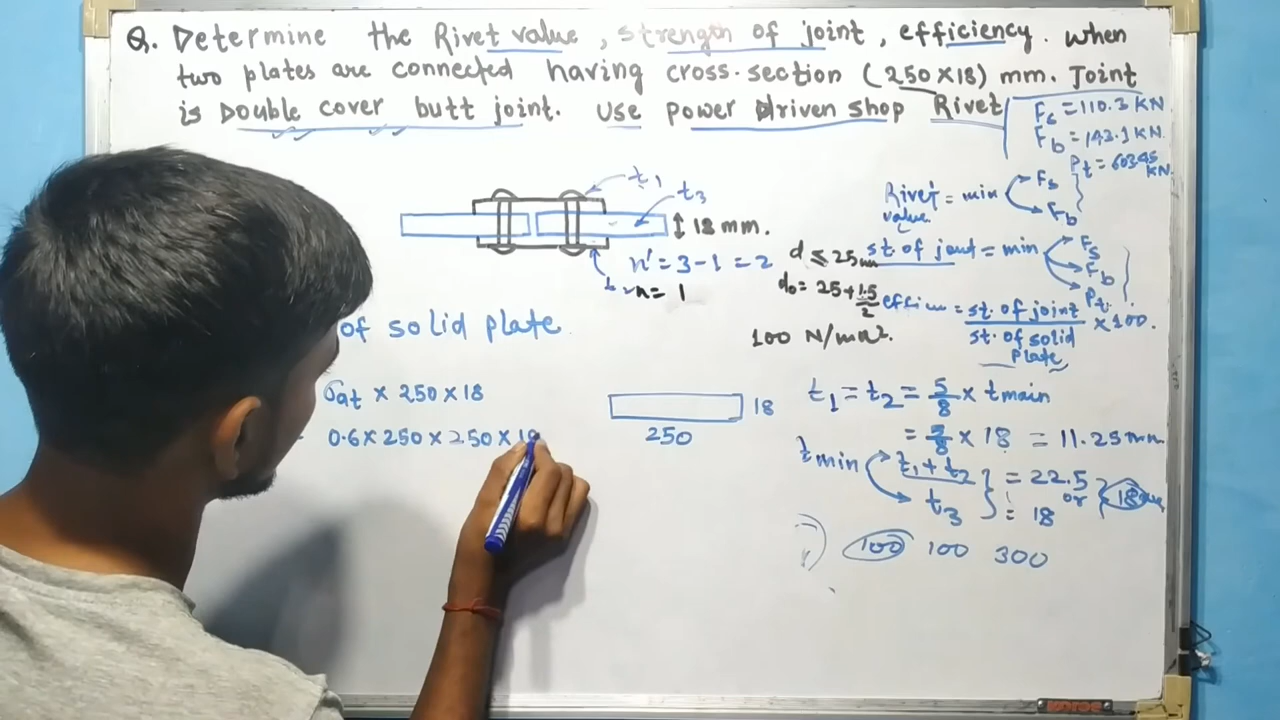 Q. Determine the Rivet value, strength of joint, efficiency. When
two plates are connected having cross-section (250×18) mm. Joint
is Double cover butt joint. Use power Driven shop Rivet
Fs = 110.3 KN
Fb = 143.1 KN
Pt = 603.45 KN
t1
t3
18 mm.
n' = 3-1 = 2
n = 1
Rivet value = min
Fs
Fb
d ≤ 25mm
d0 = 25 + 1.5/2
100 N/mm².
st. of joint = min
Fs
Fb
Pt.
effici = st. of joint / st. of solid plate × 100.
of solid plate
σat × 250 × 18
0.6 × 250 × 250 × 18
18
250
t1 = t2 = 5/8 × tmain
= 5/8 × 18 = 11.25 mm
tmin
t1 + t2 = 22.5
or
t3 = 18
18
100 100 300
Korós